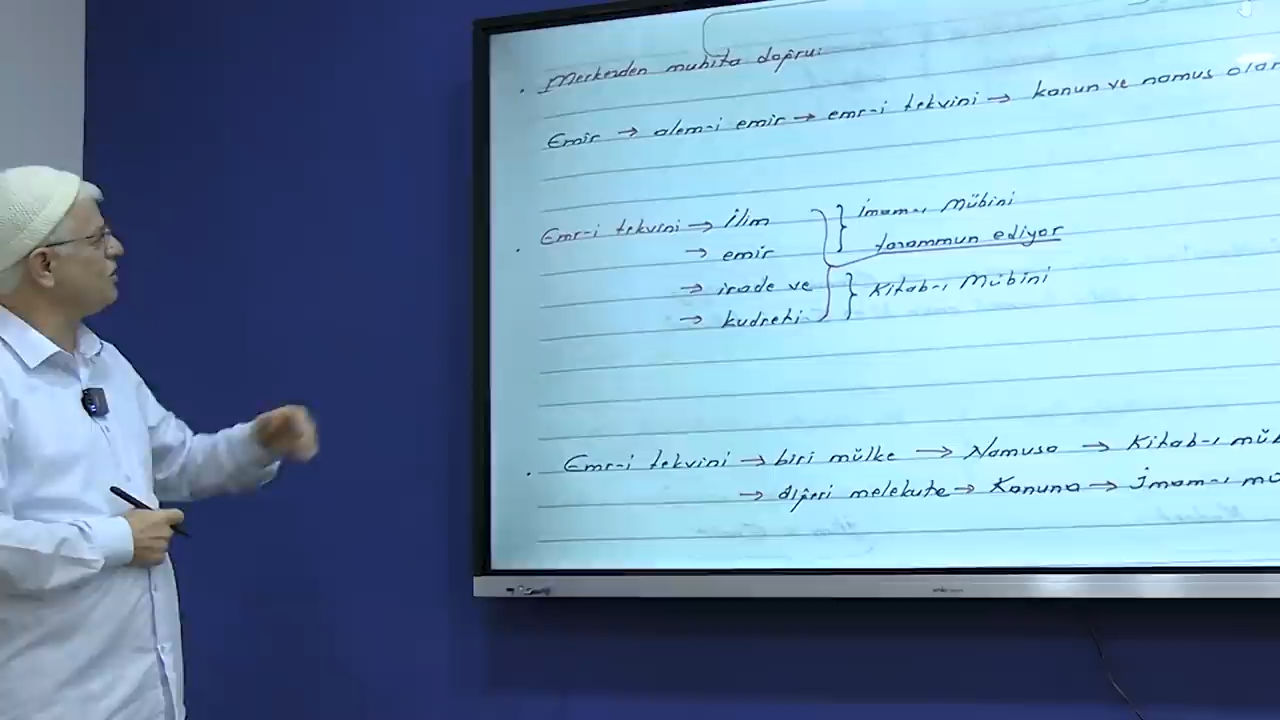 . Merkezden muhita doğru:
Emir → alem-i emir → emr-i tekvini → kanun ve namus olan
. Emr-i tekvini → ilim } İmam-ı Mübini
→ emir tazammun ediyor
→ irade ve } Kitab-ı Mübini
→ kudreti
. Emr-i tekvini → biri mülke → Namusa → Kitab-ı mü
→ diğeri melekute → Kanuna → İmam-ı mü